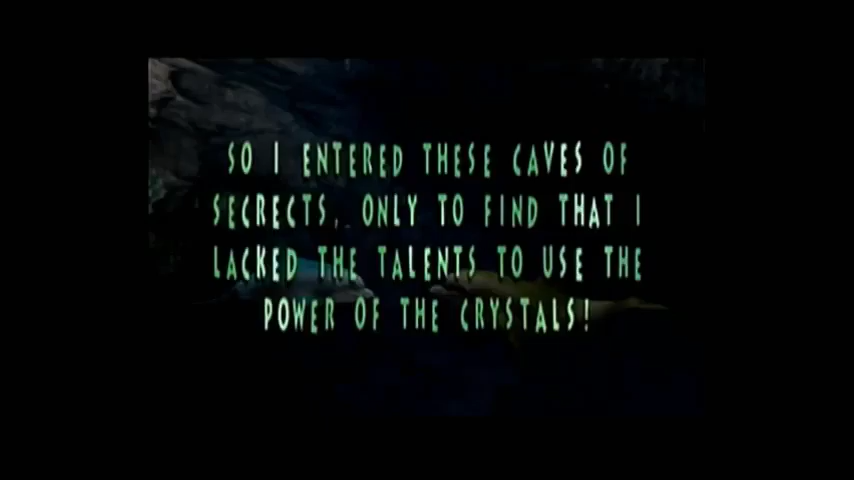 SO I ENTERED THESE CAVES OF
SECRECTS, ONLY TO FIND THAT I
LACKED THE TALENTS TO USE THE
POWER OF THE CRYSTALS!